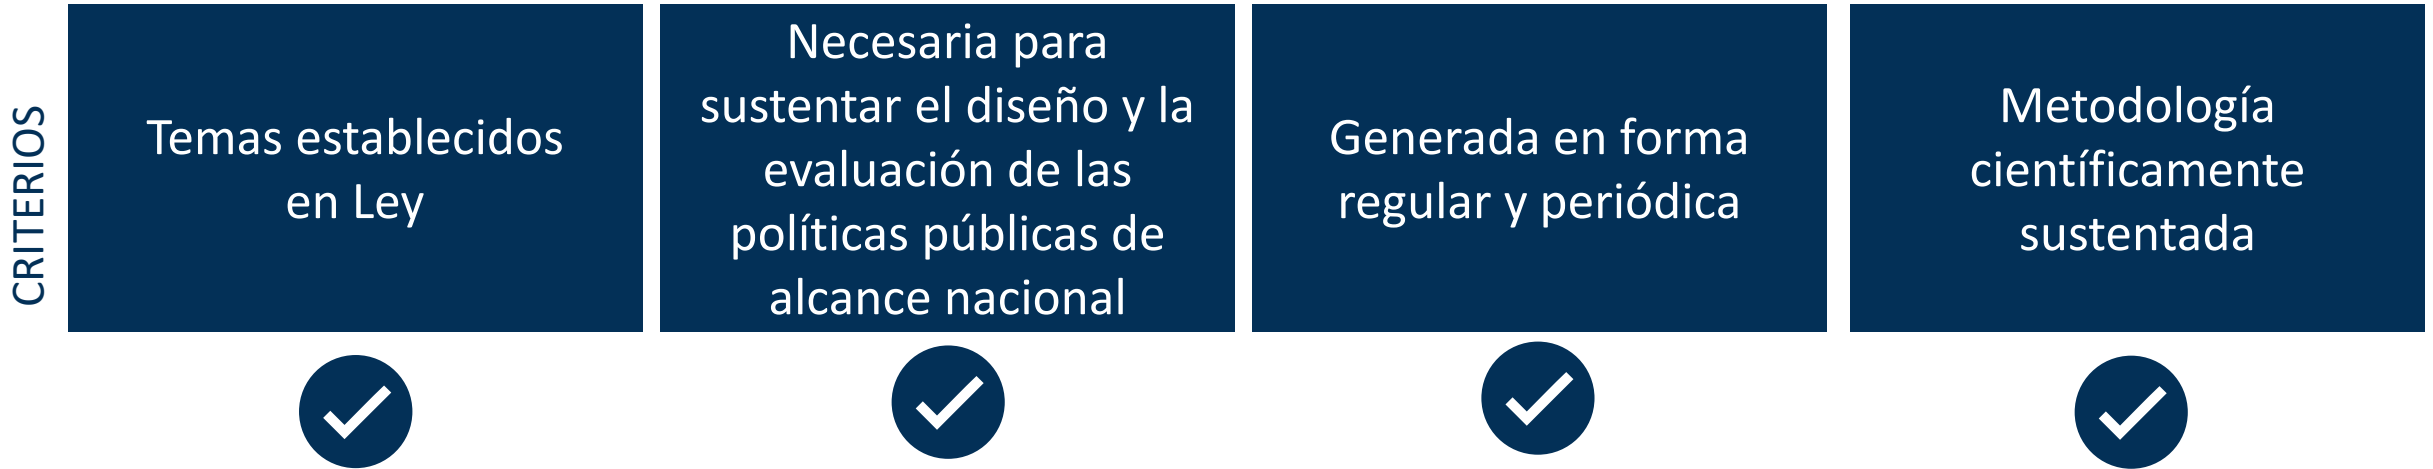 CRITERIOS
Temas establecidos
en Ley
Necesaria para
sustentar el diseño y la
evaluación de las
políticas públicas de
alcance nacional
Generada en forma
regular y periódica
Metodología
científicamente
sustentada